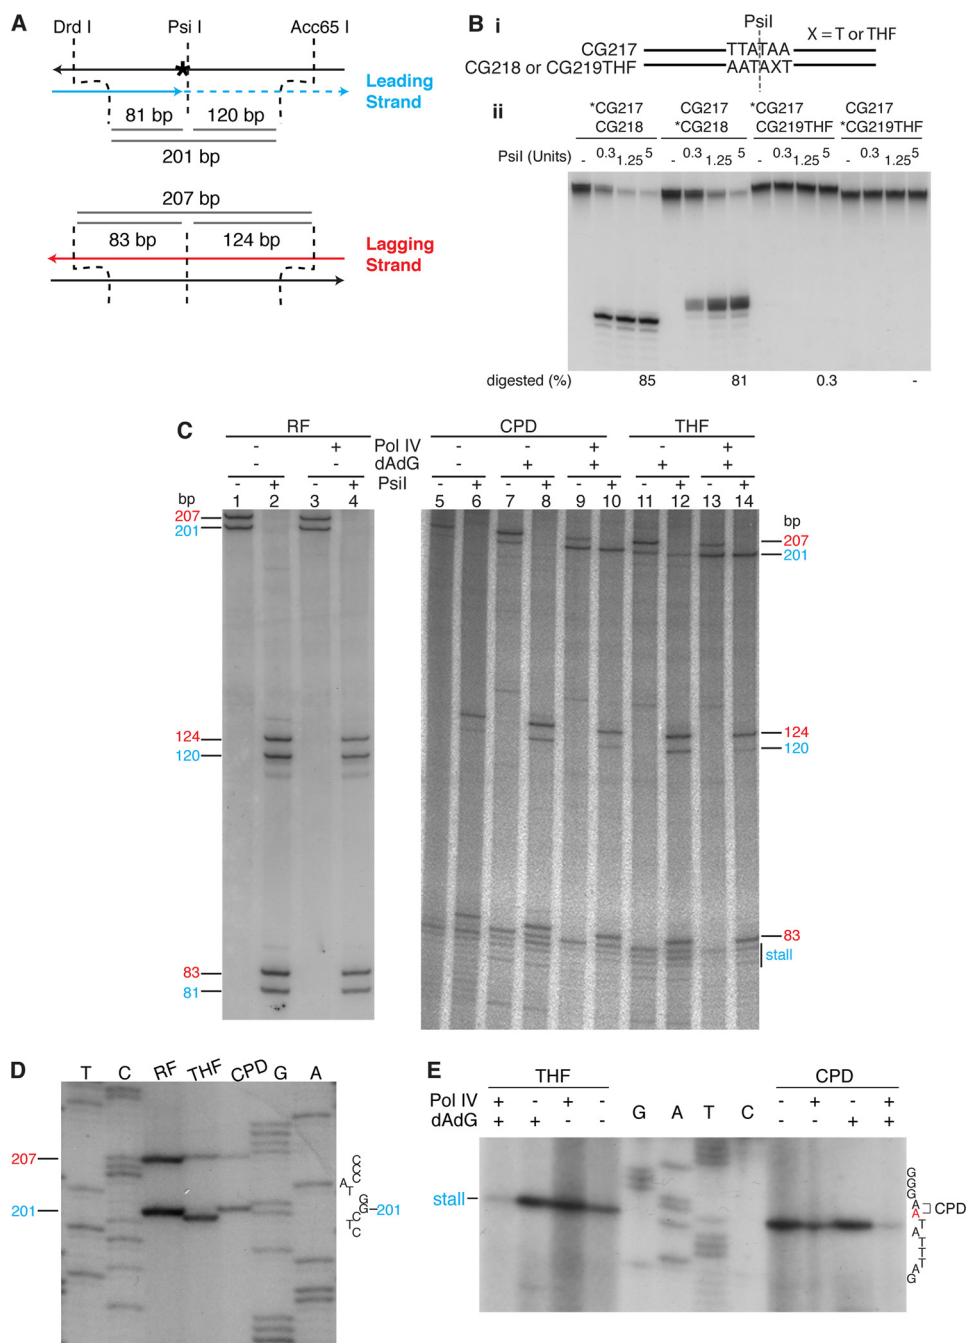 A
Drd I Psi I Acc65 I
*
Leading
Strand
81 bp 120 bp
201 bp
207 bp
83 bp 124 bp
Lagging
Strand
B i
PsiI
X = T or THF
CG217 TTATAA
CG218 or CG219THF AATAXT
ii
*CG217 CG217 *CG217 CG217
CG218 *CG218 CG219THF *CG219THF
PsiI (Units) - 0.3 1.25 5 - 0.3 1.25 5 - 0.3 1.25 5 - 0.3 1.25 5
digested (%) 85 81 0.3 -
C
RF CPD THF
- + Pol IV - - + - +
- - dAdG - + + + +
- + - + PsiI - + - + - + - + - +
bp 1 2 3 4 5 6 7 8 9 10 11 12 13 14
bp
207 207
201 201
124 124
120 120
83 83
81 stall
D
T C RF THF CPD G A
207
201
C
C
C
T
A
G
G -201
C
C
T
C
E
THF CPD
Pol IV + - + - - + - +
dAdG + + - - G A T C - - + +
stall
G
G
G
A
A
CPD
T
A
T
T
T
A
G